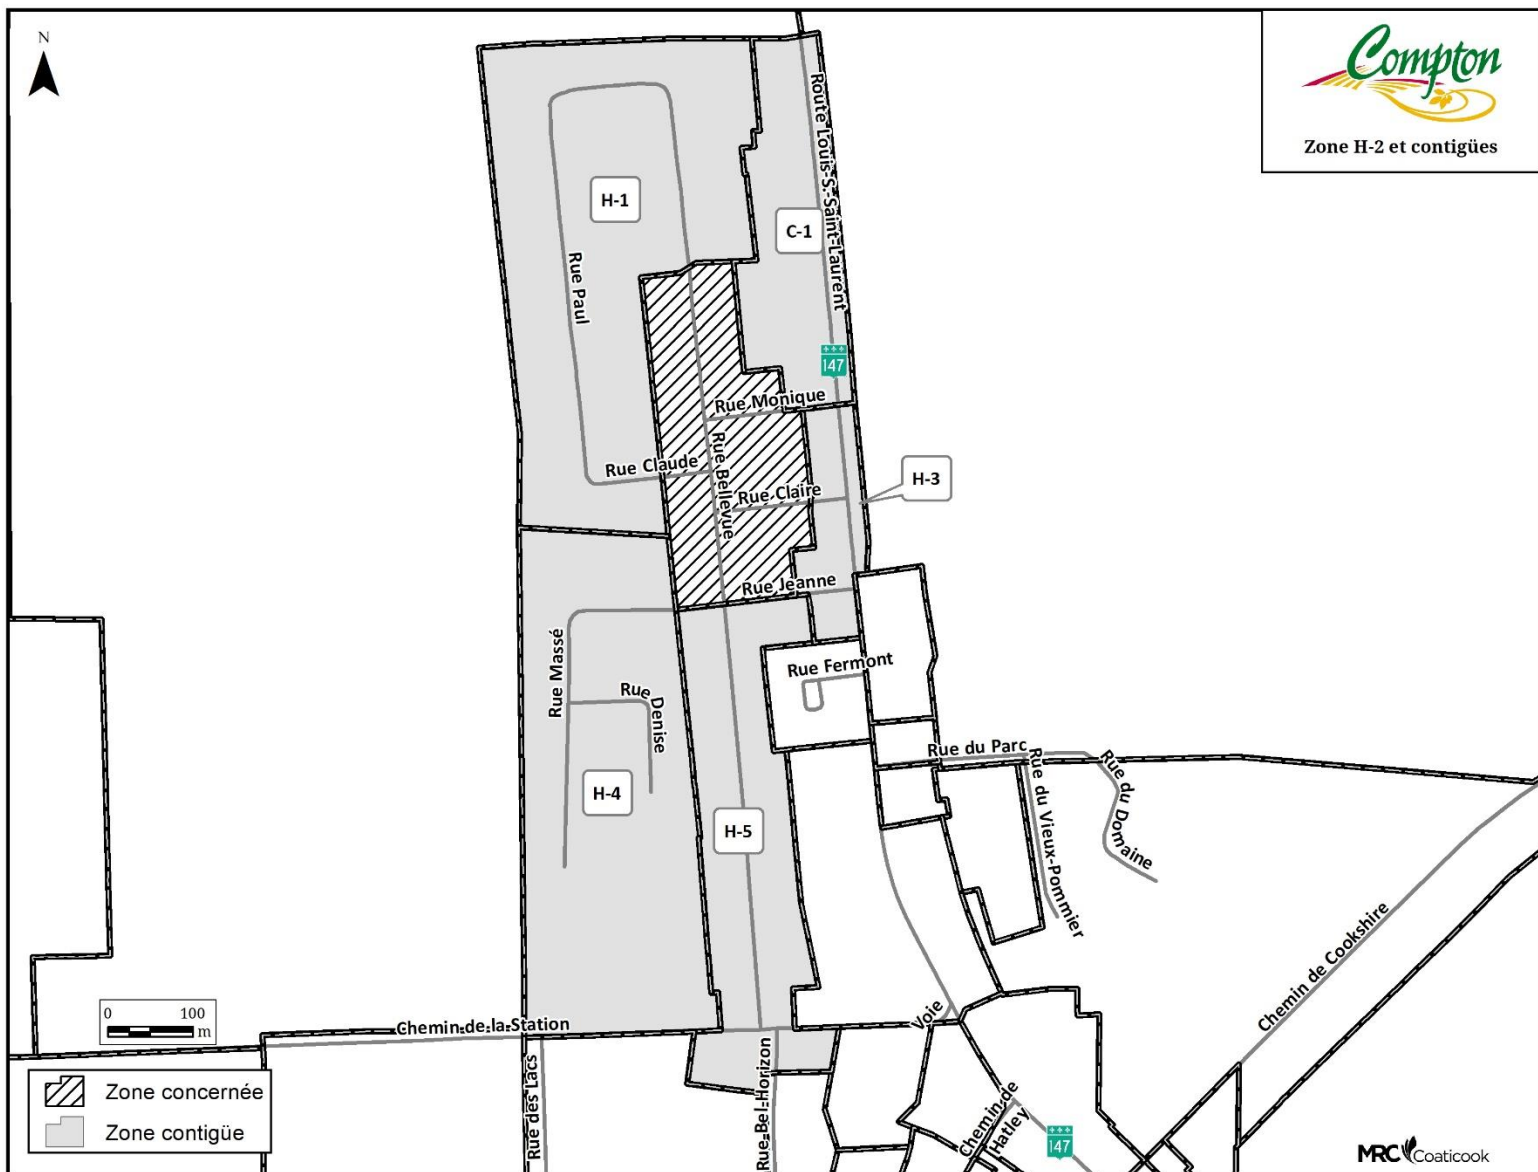 N
Compton
Zone H-2 et contigües
Route Louis-S.-Saint-Laurent
H-1
C-1
Rue Paul
147
Rue Monique
Rue Bellevue
Rue Claude
H-3
Rue Claire
Rue Jeanne
Rue Massé
Rue Fermont
Rue Denise
Rue du Parc
Rue du Vieux-Pommier
Rue du Domaine
H-4
H-5
Chemin de Cookshire
0 100
m
Chemin de la Station
Voie
Rue des Lacs
Rue Bel-Horizon
Chemin de
Hatley
147
Zone concernée
Zone contigüe
MRC Coaticook